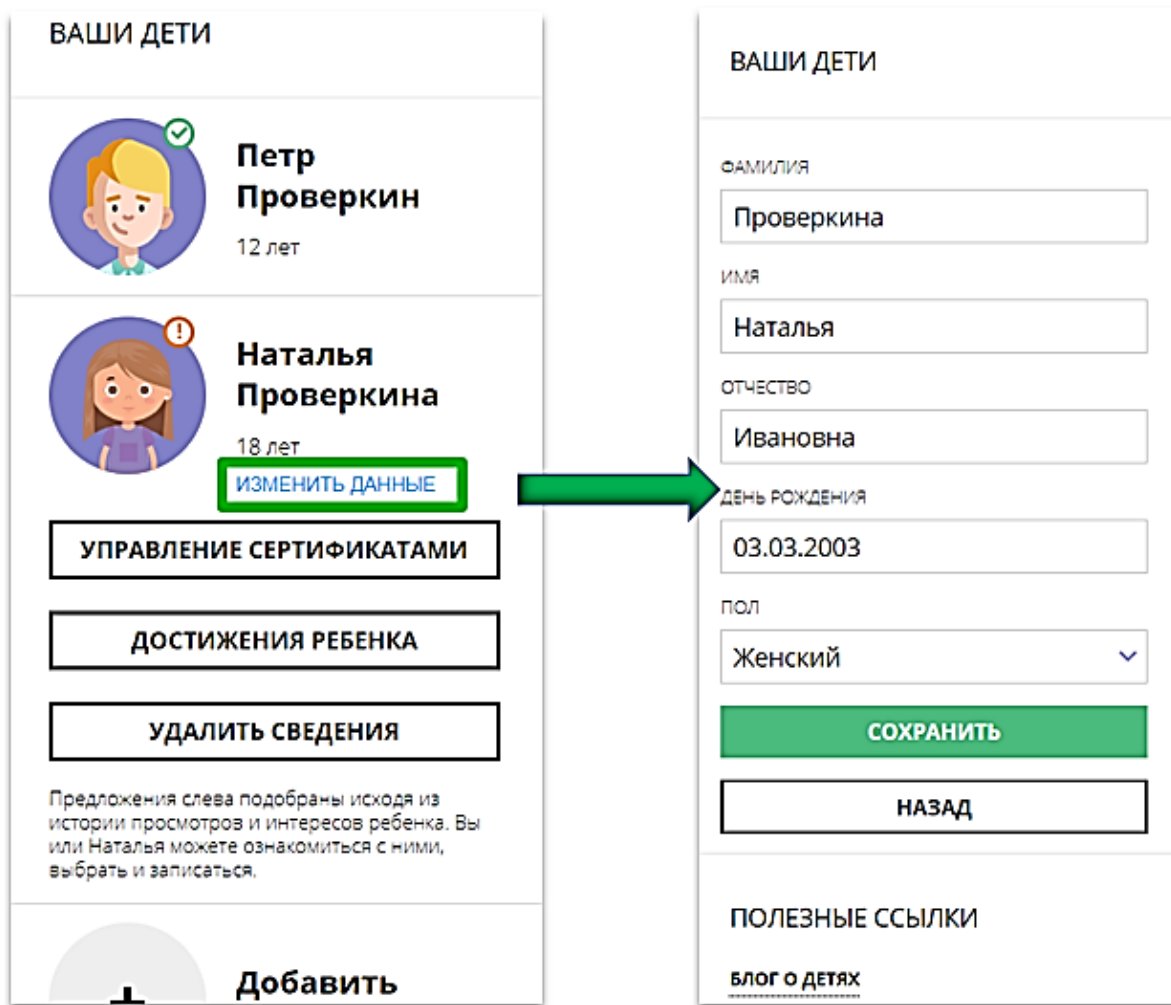 ВАШИ ДЕТИ
Петр
Проверкин
12 лет
Наталья
Проверкина
18 лет
ИЗМЕНИТЬ ДАННЫЕ
УПРАВЛЕНИЕ СЕРТИФИКАТАМИ
ДОСТИЖЕНИЯ РЕБЕНКА
УДАЛИТЬ СВЕДЕНИЯ
Предложения слева подобраны исходя из
истории просмотров и интересов ребенка. Вы
или Наталья можете ознакомиться с ними,
выбрать и записаться.
Добавить
ВАШИ ДЕТИ
ФАМИЛИЯ
Проверкина
ИМЯ
Наталья
ОТЧЕСТВО
Ивановна
ДЕНЬ РОЖДЕНИЯ
03.03.2003
ПОЛ
Женский
СОХРАНИТЬ
НАЗАД
ПОЛЕЗНЫЕ ССЫЛКИ
БЛОГ О ДЕТЯХ